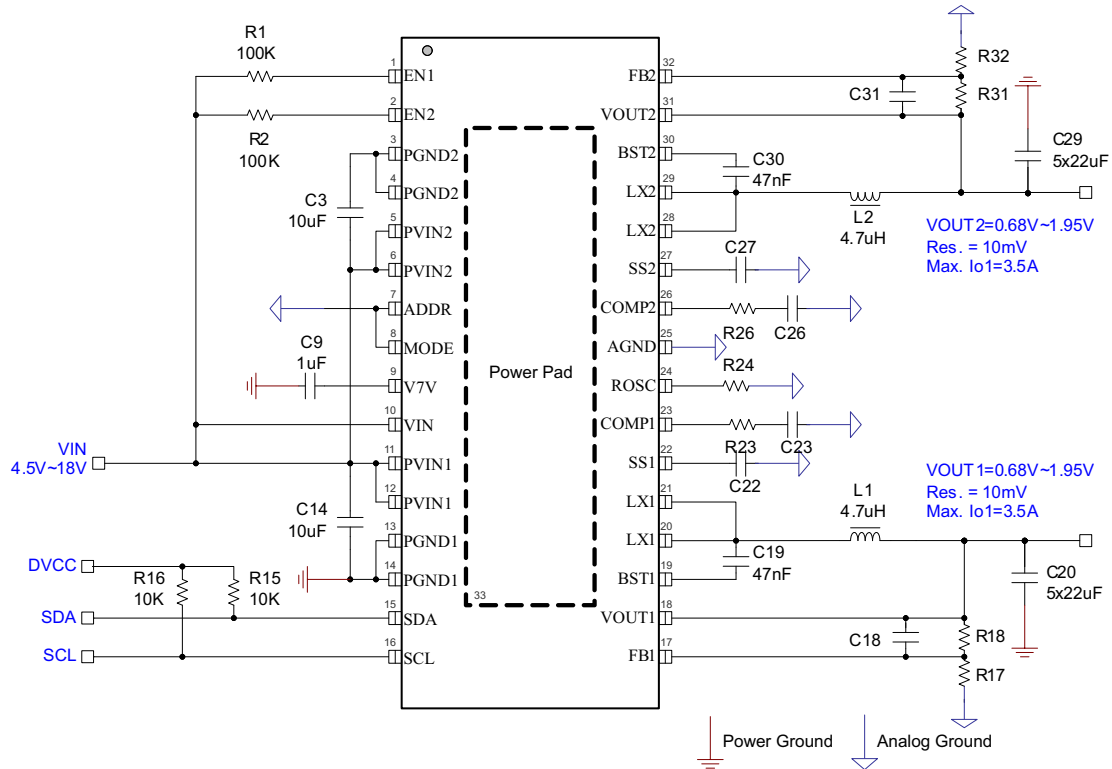 R1
100K
R2
100K
C3
10uF
C9
1uF
VIN
4.5V~18V
C14
10uF
DVCC
R16
10K
R15
10K
SDA
SCL
1
EN1
2
EN2
3
PGND2
4
PGND2
5
PVIN2
6
PVIN2
7
ADDR
8
MODE
9
V7V
10
VIN
11
PVIN1
12
PVIN1
13
PGND1
14
PGND1
15
SDA
16
SCL
Power Pad
33
FB2
32
VOUT2
31
BST2
30
LX2
29
LX2
28
SS2
27
COMP2
26
AGND
25
ROSC
24
COMP1
23
SS1
22
LX1
21
LX1
20
BST1
19
VOUT1
18
FB1
17
R32
C31
R31
C29
5x22uF
C30
47nF
L2
4.7uH
VOUT2=0.68V~1.95V
Res. = 10mV
Max. Io1=3.5A
C27
R26
C26
R24
R23
C23
C22
VOUT1=0.68V~1.95V
Res. = 10mV
Max. Io1=3.5A
L1
4.7uH
C19
47nF
C20
5x22uF
C18
R18
R17
Power Ground
Analog Ground